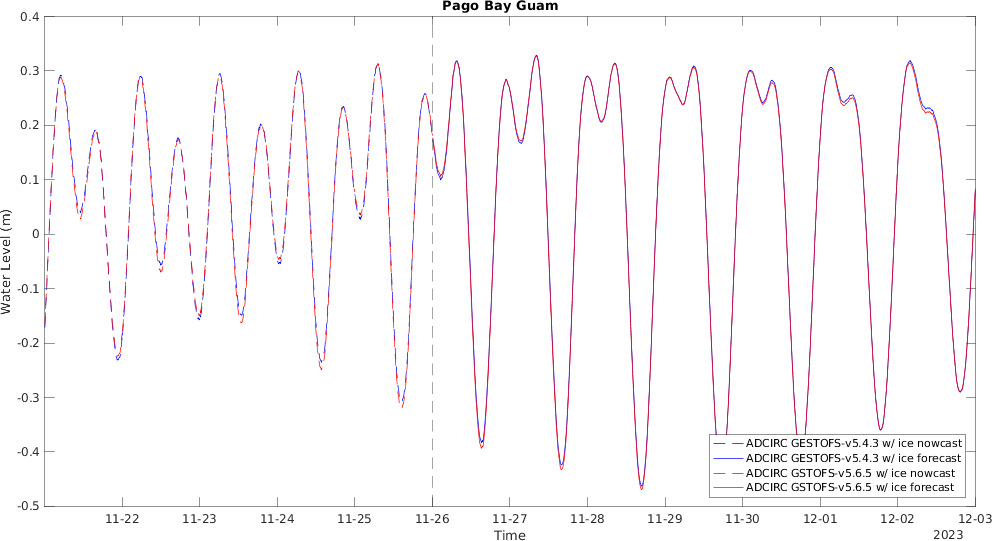 Pago Bay Guam
0.4
0.3
0.2
0.1
0
-0.1
-0.2
-0.3
-0.4
-0.5
Water Level (m)
ADCIRC GESTOFS-v5.4.3 w/ ice nowcast
ADCIRC GESTOFS-v5.4.3 w/ ice forecast
ADCIRC GSTOFS-v5.6.5 w/ ice nowcast
ADCIRC GSTOFS-v5.6.5 w/ ice forecast
11-22 11-23 11-24 11-25 11-26 11-27 11-28 11-29 11-30 12-01 12-02 12-03
Time
2023